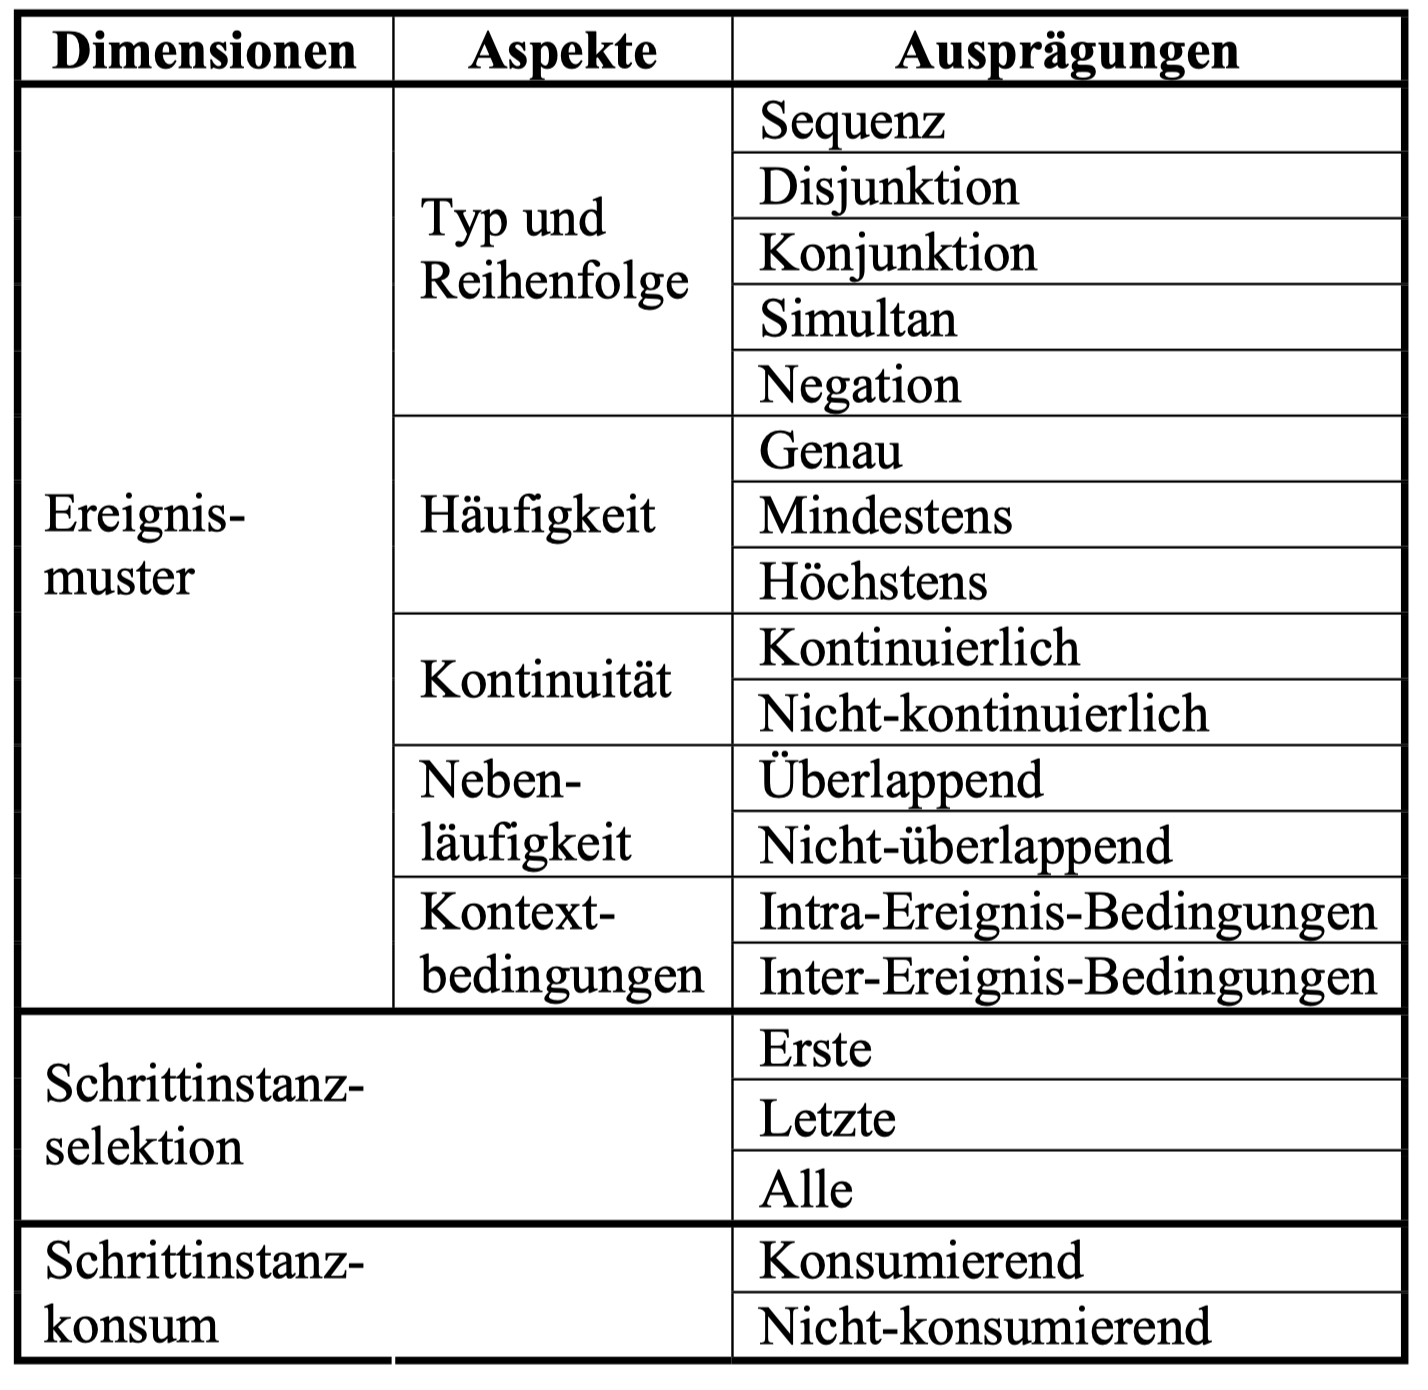 Dimensionen Aspekte Ausprägungen
Sequenz
Disjunktion
Typ und
Reihenfolge
Konjunktion
Simultan
Negation
Genau
Ereignis-
muster
Häufigkeit
Mindestens
Höchstens
Kontinuität
Kontinuierlich
Nicht-kontinuierlich
Neben-
läufigkeit
Überlappend
Nicht-überlappend
Kontext-
bedingungen
Intra-Ereignis-Bedingungen
Inter-Ereignis-Bedingungen
Schrittinstanz-
selektion
Erste
Letzte
Alle
Schrittinstanz-
konsum
Konsumierend
Nicht-konsumierend